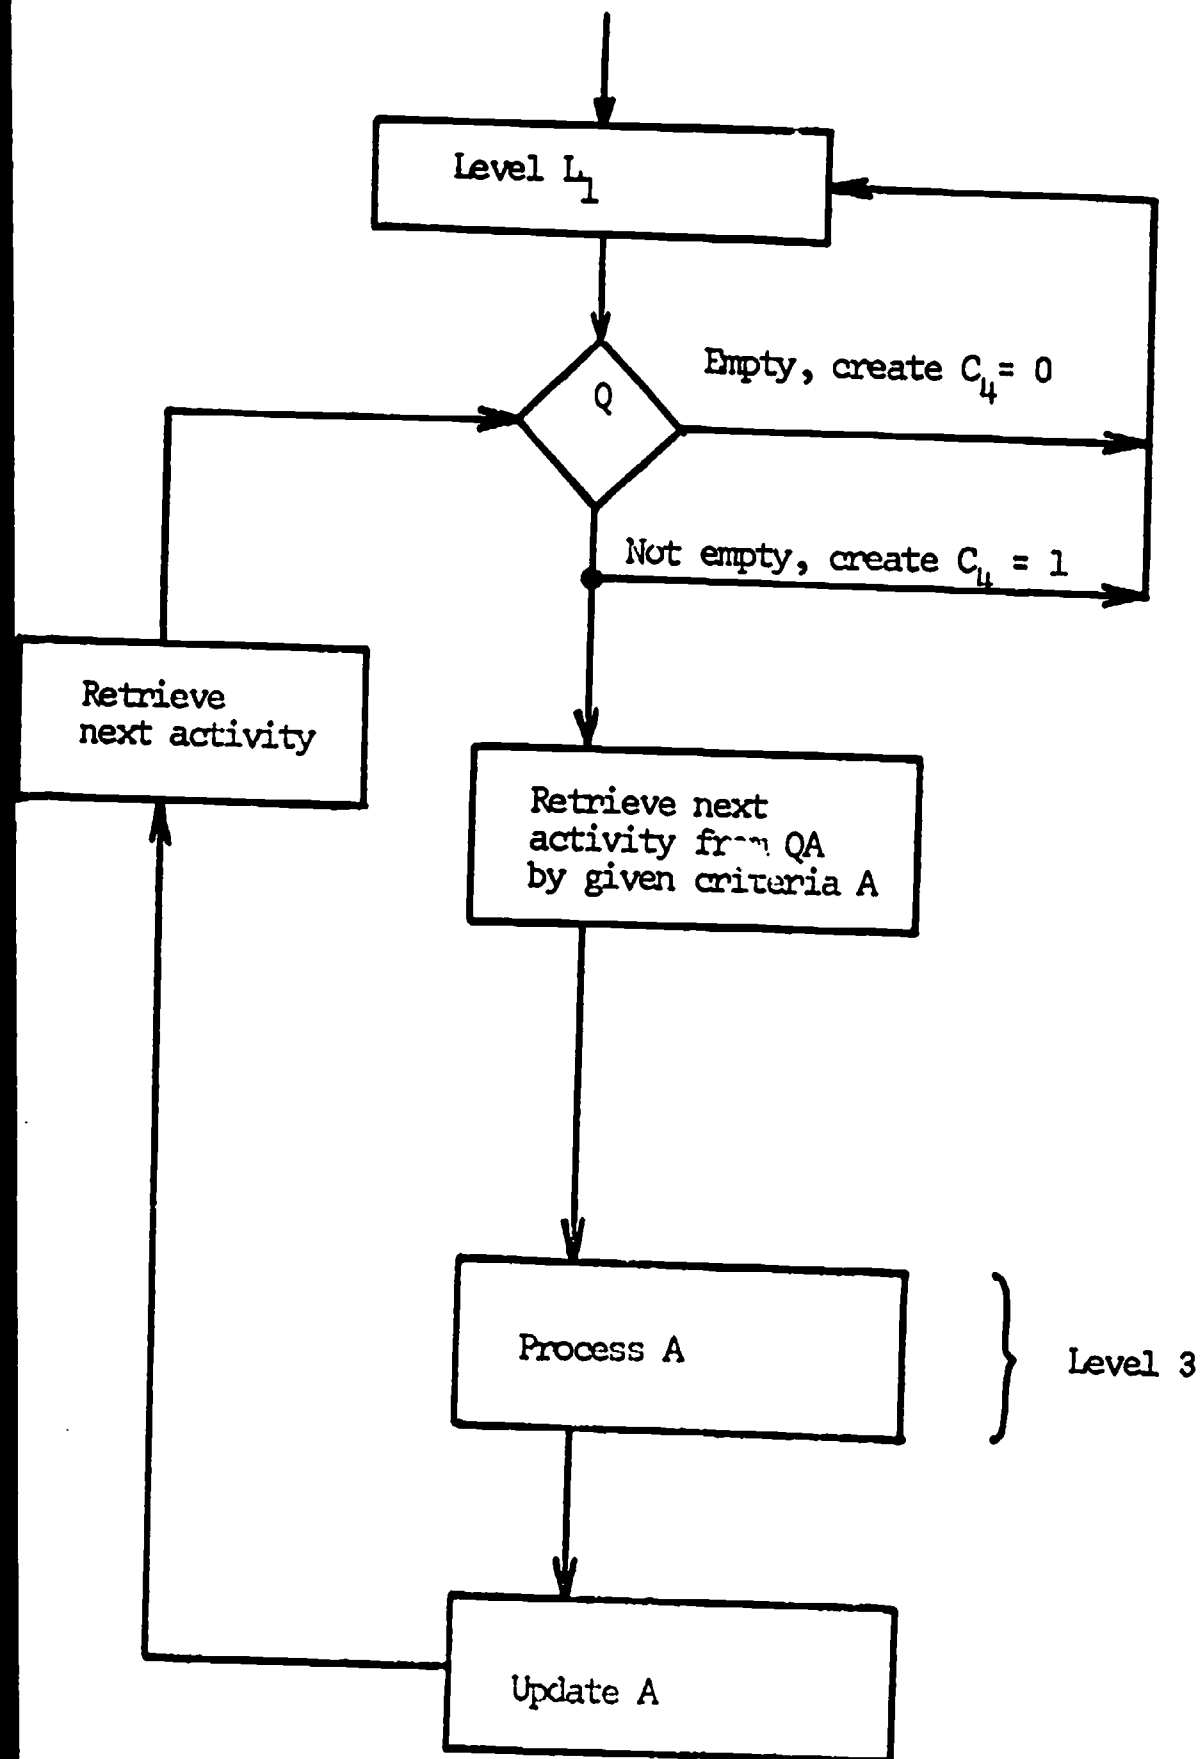 Level L₁
Q
Empty, create C₄= 0
Not empty, create C₄ = 1
Retrieve
next activity
Retrieve next
activity from QA
by given criteria A
Process A
Level 3
Update A